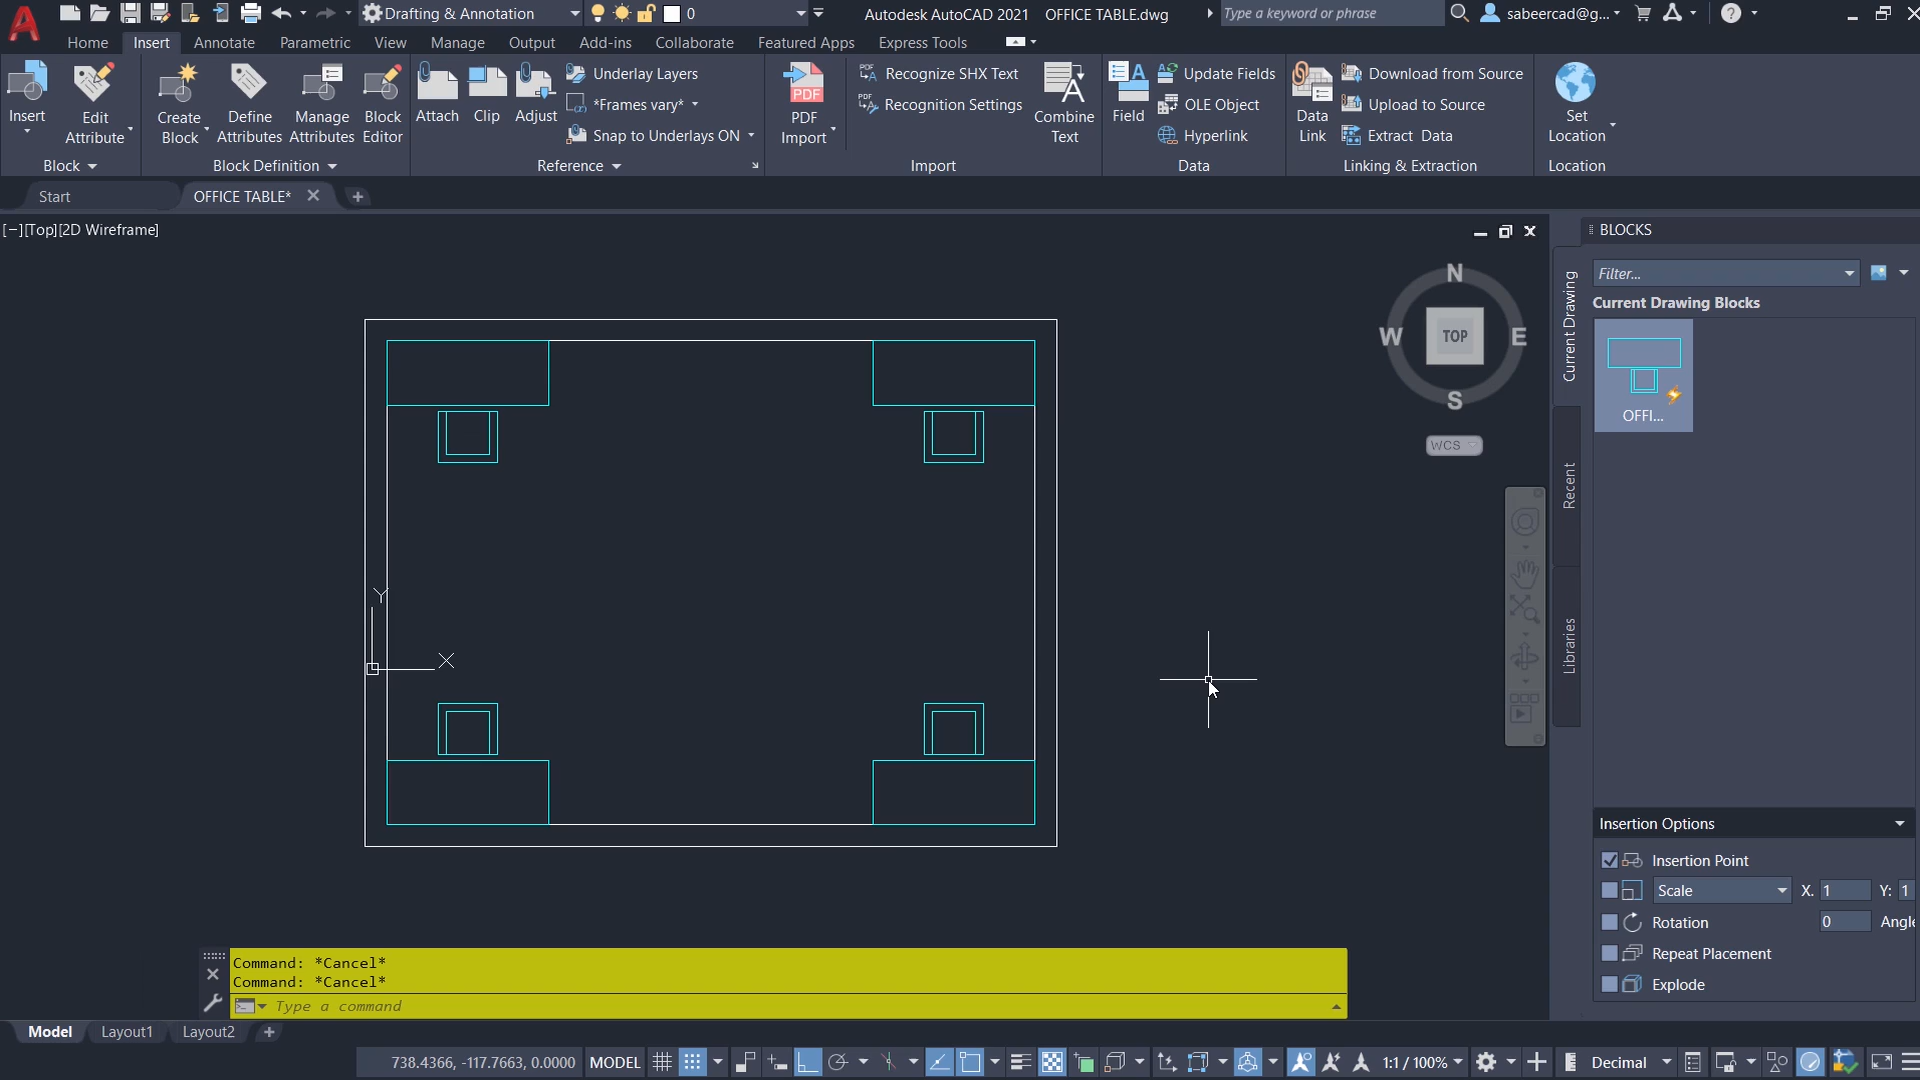 Drafting & Annotation
0
Autodesk AutoCAD 2021 OFFICE TABLE.dwg
Type a keyword or phrase
sabeercad@g...
Home Insert Annotate Parametric View Manage Output Add-ins Collaborate Featured Apps Express Tools
Insert
Edit Attribute
Create Block
Define Attributes
Manage Attributes
Block Editor
Attach
Clip
Adjust
Underlay Layers
*Frames vary*
Snap to Underlays ON
PDF
PDF Import
Recognize SHX Text
Recognition Settings
Combine Text
Field
Update Fields
OLE Object
Hyperlink
Data Link
Download from Source
Upload to Source
Extract Data
Set Location
Block
Block Definition
Reference
Import
Data
Linking & Extraction
Location
Start
OFFICE TABLE*
[−][Top][2D Wireframe]
BLOCKS
Filter...
Current Drawing Blocks
OFFI...
Current Drawing
Recent
Libraries
N
W
TOP
E
S
WCS
Y
X
Insertion Options
Insertion Point
Scale X. 1 Y: 1
Rotation 0 Angle
Repeat Placement
Explode
Command: *Cancel*
Command: *Cancel*
Type a command
Model Layout1 Layout2
738.4366, -117.7663, 0.0000 MODEL 1:1 / 100% Decimal